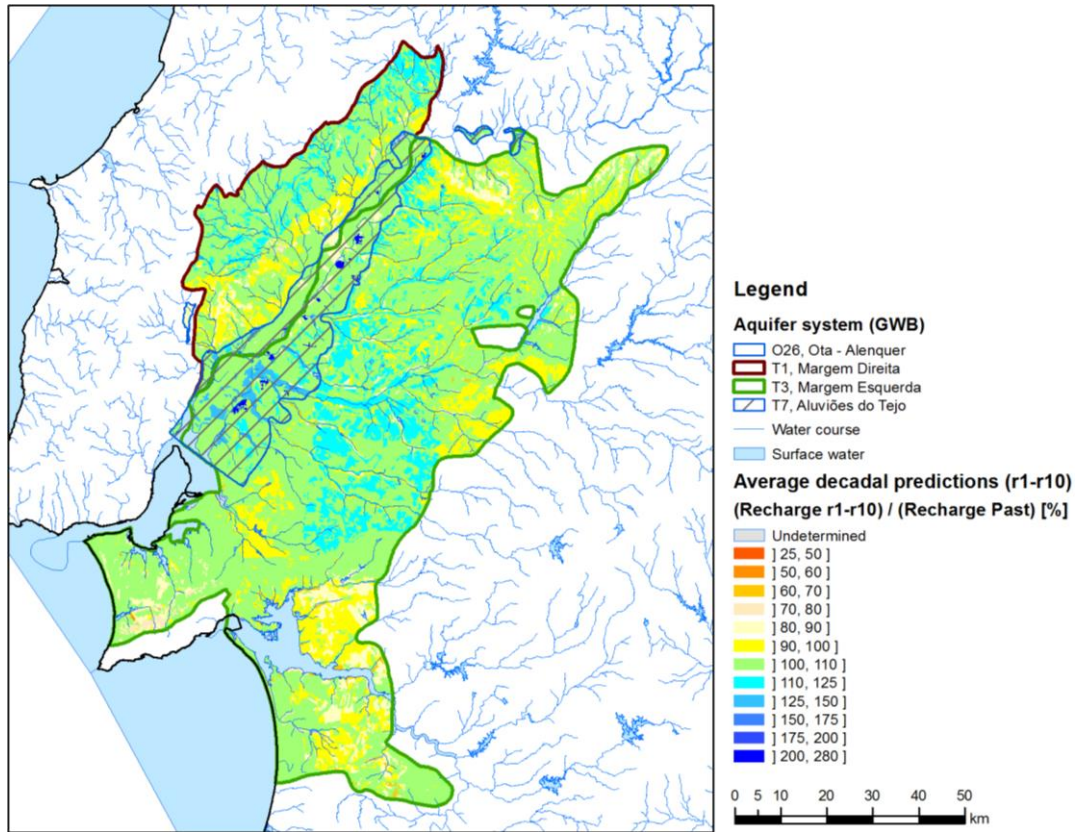 Legend
Aquifer system (GWB)
O26, Ota - Alenquer
T1, Margem Direita
T3, Margem Esquerda
T7, Aluviões do Tejo
Water course
Surface water
Average decadal predictions (r1-r10)
(Recharge r1-r10) / (Recharge Past) [%]
Undetermined
] 25, 50 ]
] 50, 60 ]
] 60, 70 ]
] 70, 80 ]
] 80, 90 ]
] 90, 100 ]
] 100, 110 ]
] 110, 125 ]
] 125, 150 ]
] 150, 175 ]
] 175, 200 ]
] 200, 280 ]
0 5 10 20 30 40 50
km